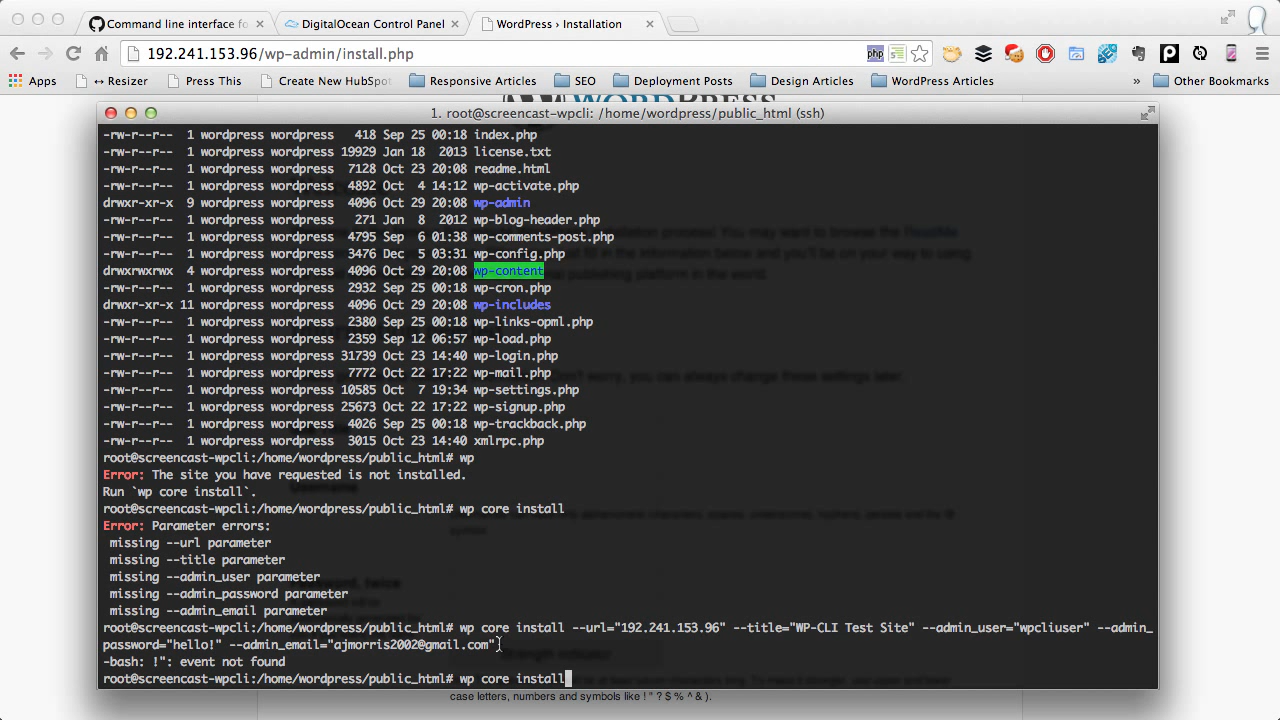 Command line interface fo
DigitalOcean Control Panel
WordPress › Installation
192.241.153.96/wp-admin/install.php
Apps
↔ Resizer
Press This
Create New HubSpot
Responsive Articles
SEO
Deployment Posts
Design Articles
WordPress Articles
»
Other Bookmarks
1. root@screencast-wpcli: /home/wordpress/public_html (ssh)
-rw-r--r-- 1 wordpress wordpress 418 Sep 25 00:18 index.php
-rw-r--r-- 1 wordpress wordpress 19929 Jan 18 2013 license.txt
-rw-r--r-- 1 wordpress wordpress 7128 Oct 23 20:08 readme.html
-rw-r--r-- 1 wordpress wordpress 4892 Oct 4 14:12 wp-activate.php
drwxr-xr-x 9 wordpress wordpress 4096 Oct 29 20:08 wp-admin
-rw-r--r-- 1 wordpress wordpress 271 Jan 8 2012 wp-blog-header.php
-rw-r--r-- 1 wordpress wordpress 4795 Sep 6 01:38 wp-comments-post.php
-rw-r--r-- 1 wordpress wordpress 3476 Dec 5 03:31 wp-config.php
drwxrwxrwx 4 wordpress wordpress 4096 Oct 29 20:08 wp-content
-rw-r--r-- 1 wordpress wordpress 2932 Sep 25 00:18 wp-cron.php
drwxr-xr-x 11 wordpress wordpress 4096 Oct 29 20:08 wp-includes
-rw-r--r-- 1 wordpress wordpress 2380 Sep 25 00:18 wp-links-opml.php
-rw-r--r-- 1 wordpress wordpress 2359 Sep 12 06:57 wp-load.php
-rw-r--r-- 1 wordpress wordpress 31739 Oct 23 14:40 wp-login.php
-rw-r--r-- 1 wordpress wordpress 7772 Oct 22 17:22 wp-mail.php
-rw-r--r-- 1 wordpress wordpress 10585 Oct 7 19:34 wp-settings.php
-rw-r--r-- 1 wordpress wordpress 25673 Oct 22 17:22 wp-signup.php
-rw-r--r-- 1 wordpress wordpress 4026 Sep 25 00:18 wp-trackback.php
-rw-r--r-- 1 wordpress wordpress 3015 Oct 23 14:40 xmlrpc.php
root@screencast-wpcli:/home/wordpress/public_html# wp
Error: The site you have requested is not installed.
Run `wp core install`.
root@screencast-wpcli:/home/wordpress/public_html# wp core install
Error: Parameter errors:
missing --url parameter
missing --title parameter
missing --admin_user parameter
missing --admin_password parameter
missing --admin_email parameter
root@screencast-wpcli:/home/wordpress/public_html# wp core install --url="192.241.153.96" --title="WP-CLI Test Site" --admin_user="wpcliuser" --admin_
password="hello!" --admin_email="ajmorris2002@gmail.com"
-bash: !": event not found
root@screencast-wpcli:/home/wordpress/public_html# wp core install
case letters, numbers and symbols like ! " ? $ % ^ & ).